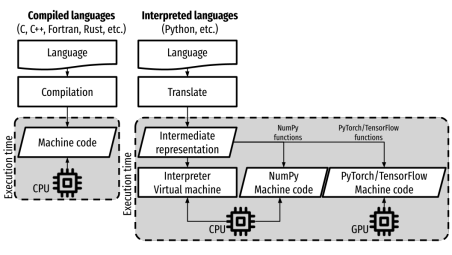 Compiled languages
(C, C++, Fortran, Rust, etc.)
Language
Compilation
Execution time
Machine code
CPU
Interpreted languages
(Python, etc.)
Language
Translate
Execution time
Intermediate
representation
NumPy
functions
PyTorch/TensorFlow
functions
Interpreter
Virtual machine
NumPy
Machine code
PyTorch/TensorFlow
Machine code
CPU
GPU